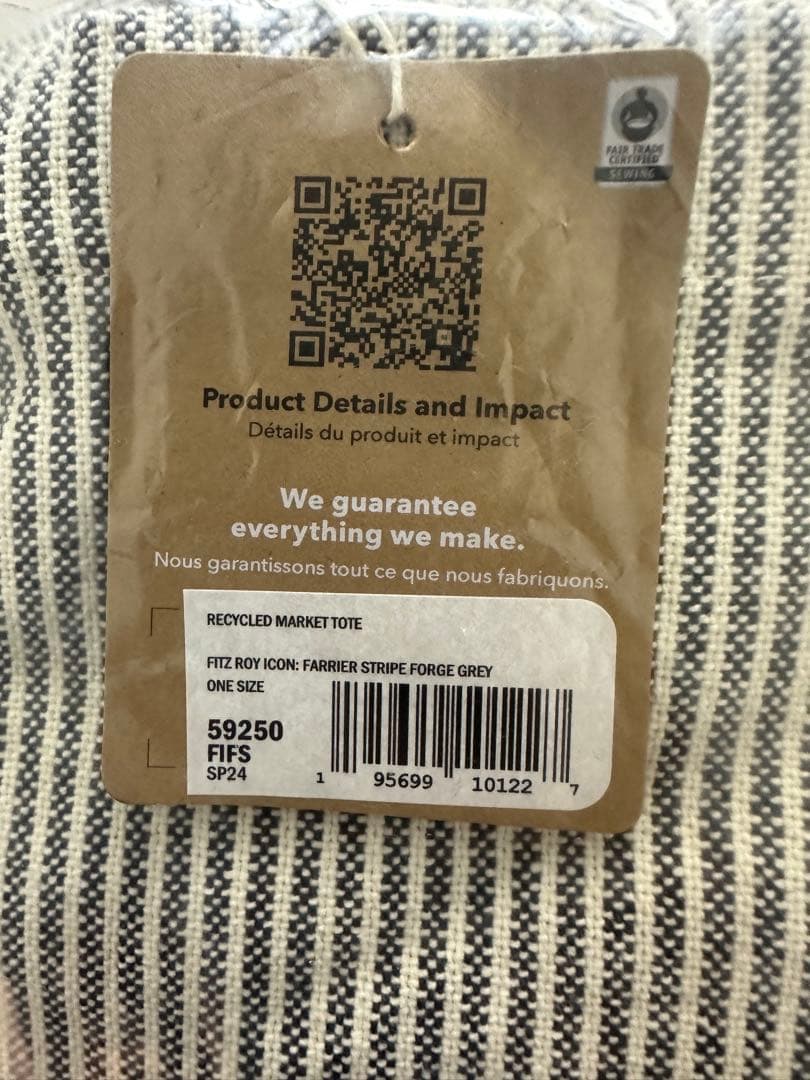 FAIR TRADE
CERTIFIED
SEWING
Product Details and Impact
Détails du produit et impact
We guarantee
everything we make.
Nous garantissons tout ce que nous fabriquons.
RECYCLED MARKET TOTE
FITZ ROY ICON: FARRIER STRIPE FORGE GREY
ONE SIZE
59250
FIFS
SP24
1 95699 10122 7